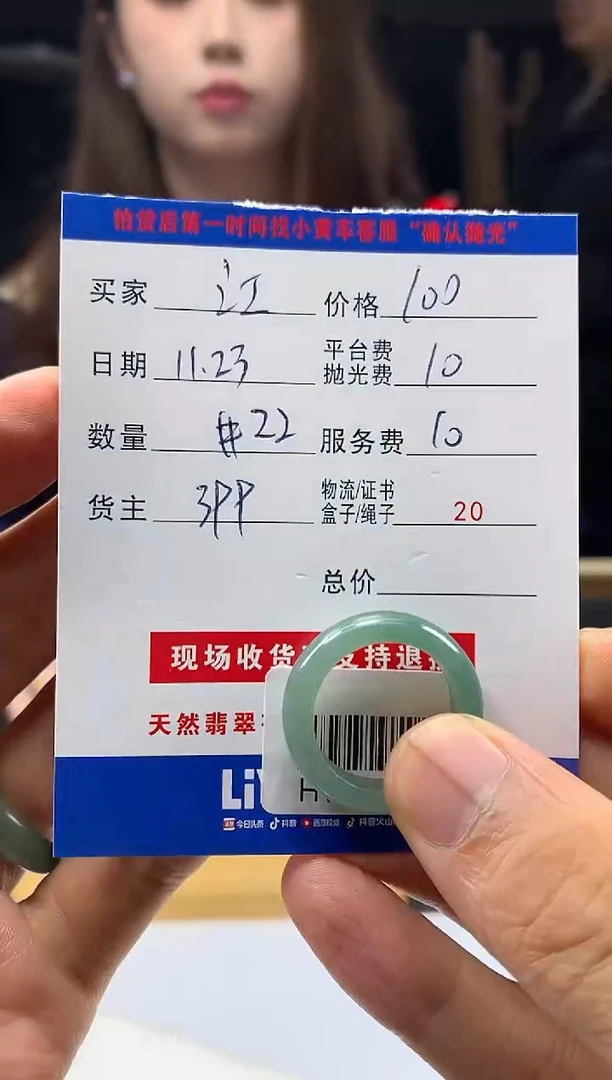 拍货后第一时间找小黄车客服“确认抛光”
买家 江 价格 100
日期 11.23 平台费 抛光费 10
数量 #22 服务费 10
货主 3PP 物流/证书 盒子/绳子 20
总价
现场收货 支持退
天然翡翠
LiV
H
今日头条 抖音 西瓜视频 抖音火山